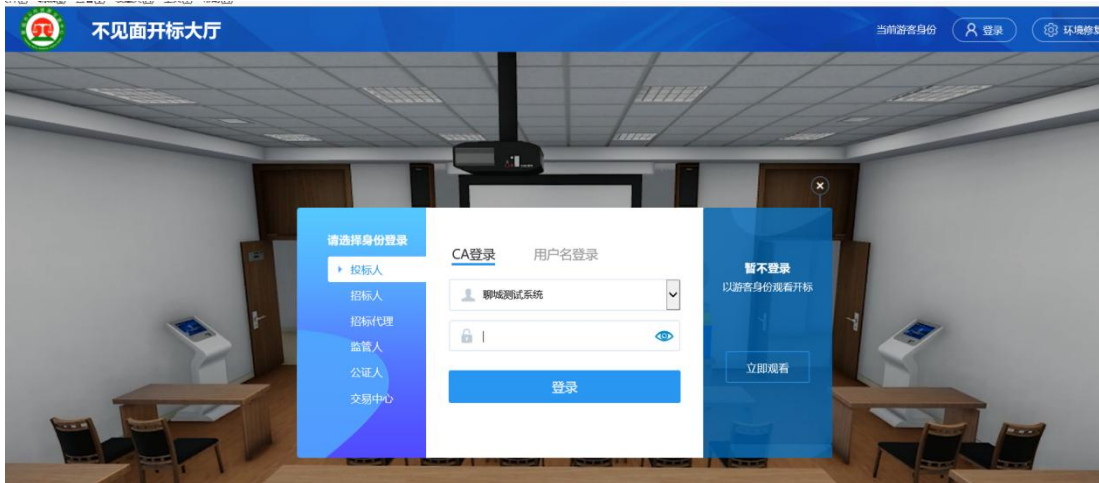 不见面开标大厅
当前游客身份
登录
环境修复
请选择身份登录
投标人
招标人
招标代理
监管人
公证人
交易中心
CA登录
用户名登录
聊城测试系统
登录
暂不登录
以游客身份观看开标
立即观看